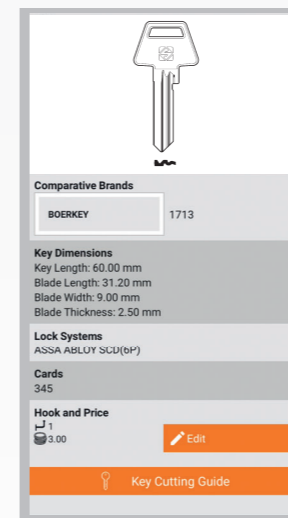 Comparative Brands
BOERKEY 1713
Key Dimensions
Key Length: 60.00 mm
Blade Length: 31.20 mm
Blade Width: 9.00 mm
Blade Thickness: 2.50 mm
Lock Systems
ASSA ABLOY SCD(6P)
Cards
345
Hook and Price
1
3.00
Edit
Key Cutting Guide